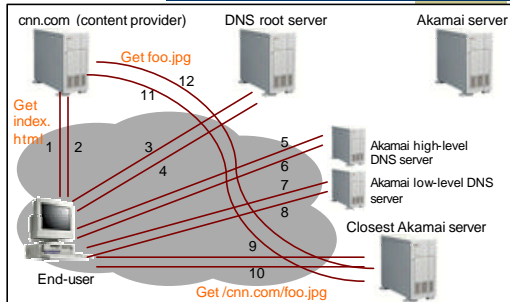 cnn.com (content provider)
DNS root server
Akamai server
Get foo.jpg
12
11
Get
index.
html
1
2
3
4
5
6
7
8
Akamai high-level
DNS server
Akamai low-level DNS
server
Closest Akamai server
9
10
End-user
Get /cnn.com/foo.jpg